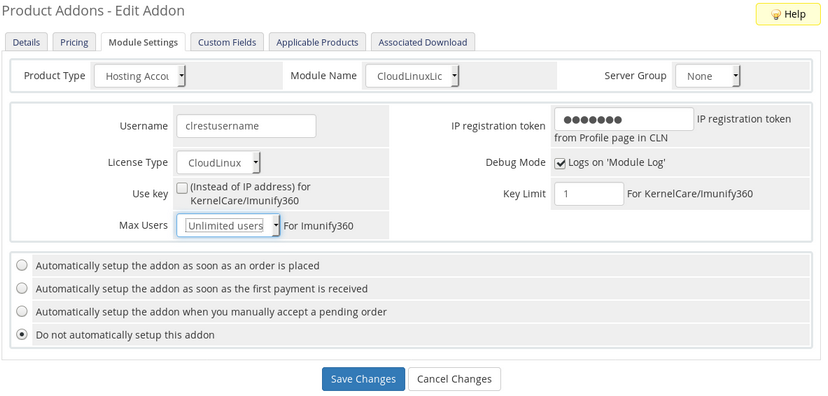 Product Addons - Edit Addon
Help
Details Pricing Module Settings Custom Fields Applicable Products Associated Download
Product Type Hosting Accou Module Name CloudLinuxLic Server Group None
Username clrestusername IP registration token ●●●●●●● IP registration token
from Profile page in CLN
License Type CloudLinux Debug Mode Logs on 'Module Log'
Use key (Instead of IP address) for
KernelCare/Imunify360
Key Limit 1 For KernelCare/Imunify360
Max Users Unlimited users For Imunify360
Automatically setup the addon as soon as an order is placed
Automatically setup the addon as soon as the first payment is received
Automatically setup the addon when you manually accept a pending order
Do not automatically setup this addon
Save Changes Cancel Changes